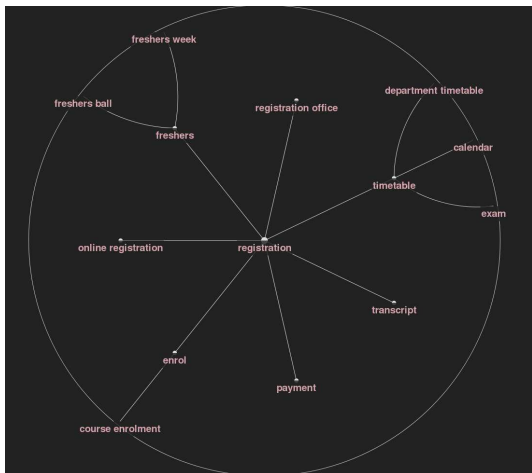 freshers week
department timetable
freshers ball
registration office
freshers
calendar
timetable
exam
online registration
registration
transcript
enrol
payment
course enrolment